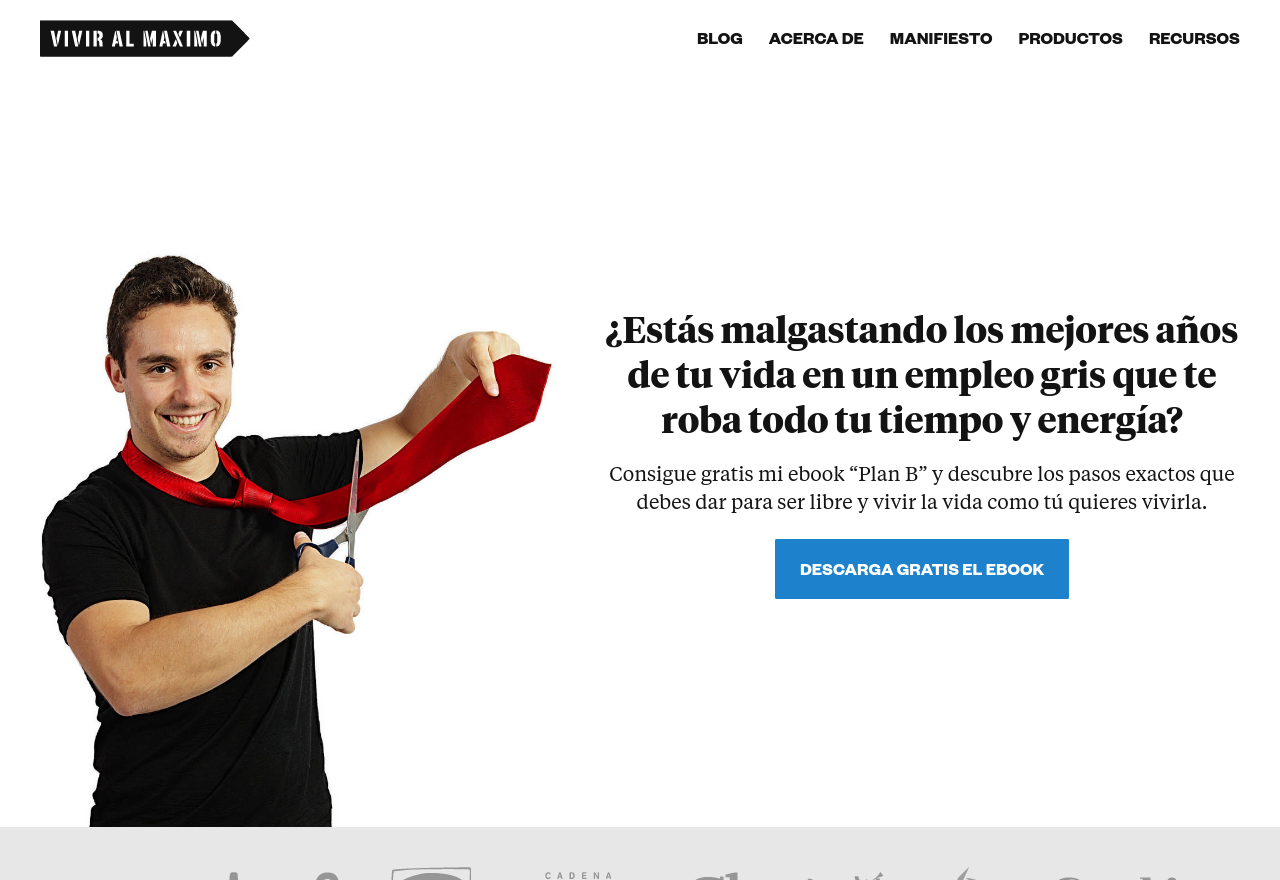 VIVIR AL MAXIMO
BLOG ACERCA DE MANIFIESTO PRODUCTOS RECURSOS
¿Estás malgastando los mejores años
de tu vida en un empleo gris que te
roba todo tu tiempo y energía?
Consigue gratis mi ebook “Plan B” y descubre los pasos exactos que
debes dar para ser libre y vivir la vida como tú quieres vivirla.
DESCARGA GRATIS EL EBOOK
CADENA